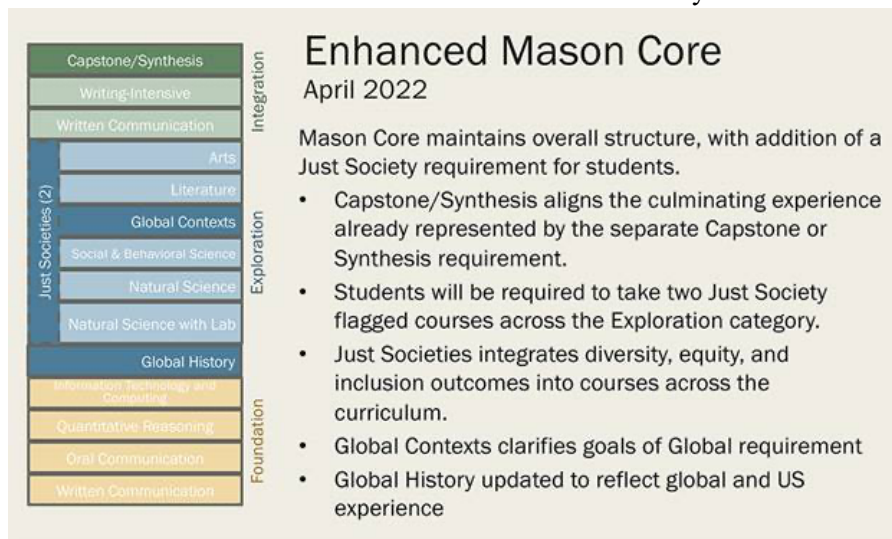 Enhanced Mason Core
April 2022
Capstone/Synthesis
Writing-Intensive
Written Communication
Integration
Just Societies (2)
Arts
Literature
Global Contexts
Social & Behavioral Science
Natural Science
Natural Science with Lab
Global History
Exploration
Information Technology and
Computing
Quantitative Reasoning
Oral Communication
Written Communication
Foundation
Mason Core maintains overall structure, with addition of a
Just Society requirement for students.
• Capstone/Synthesis aligns the culminating experience
already represented by the separate Capstone or
Synthesis requirement.
• Students will be required to take two Just Society
flagged courses across the Exploration category.
• Just Societies integrates diversity, equity, and
inclusion outcomes into courses across the
curriculum.
• Global Contexts clarifies goals of Global requirement
• Global History updated to reflect global and US
experience